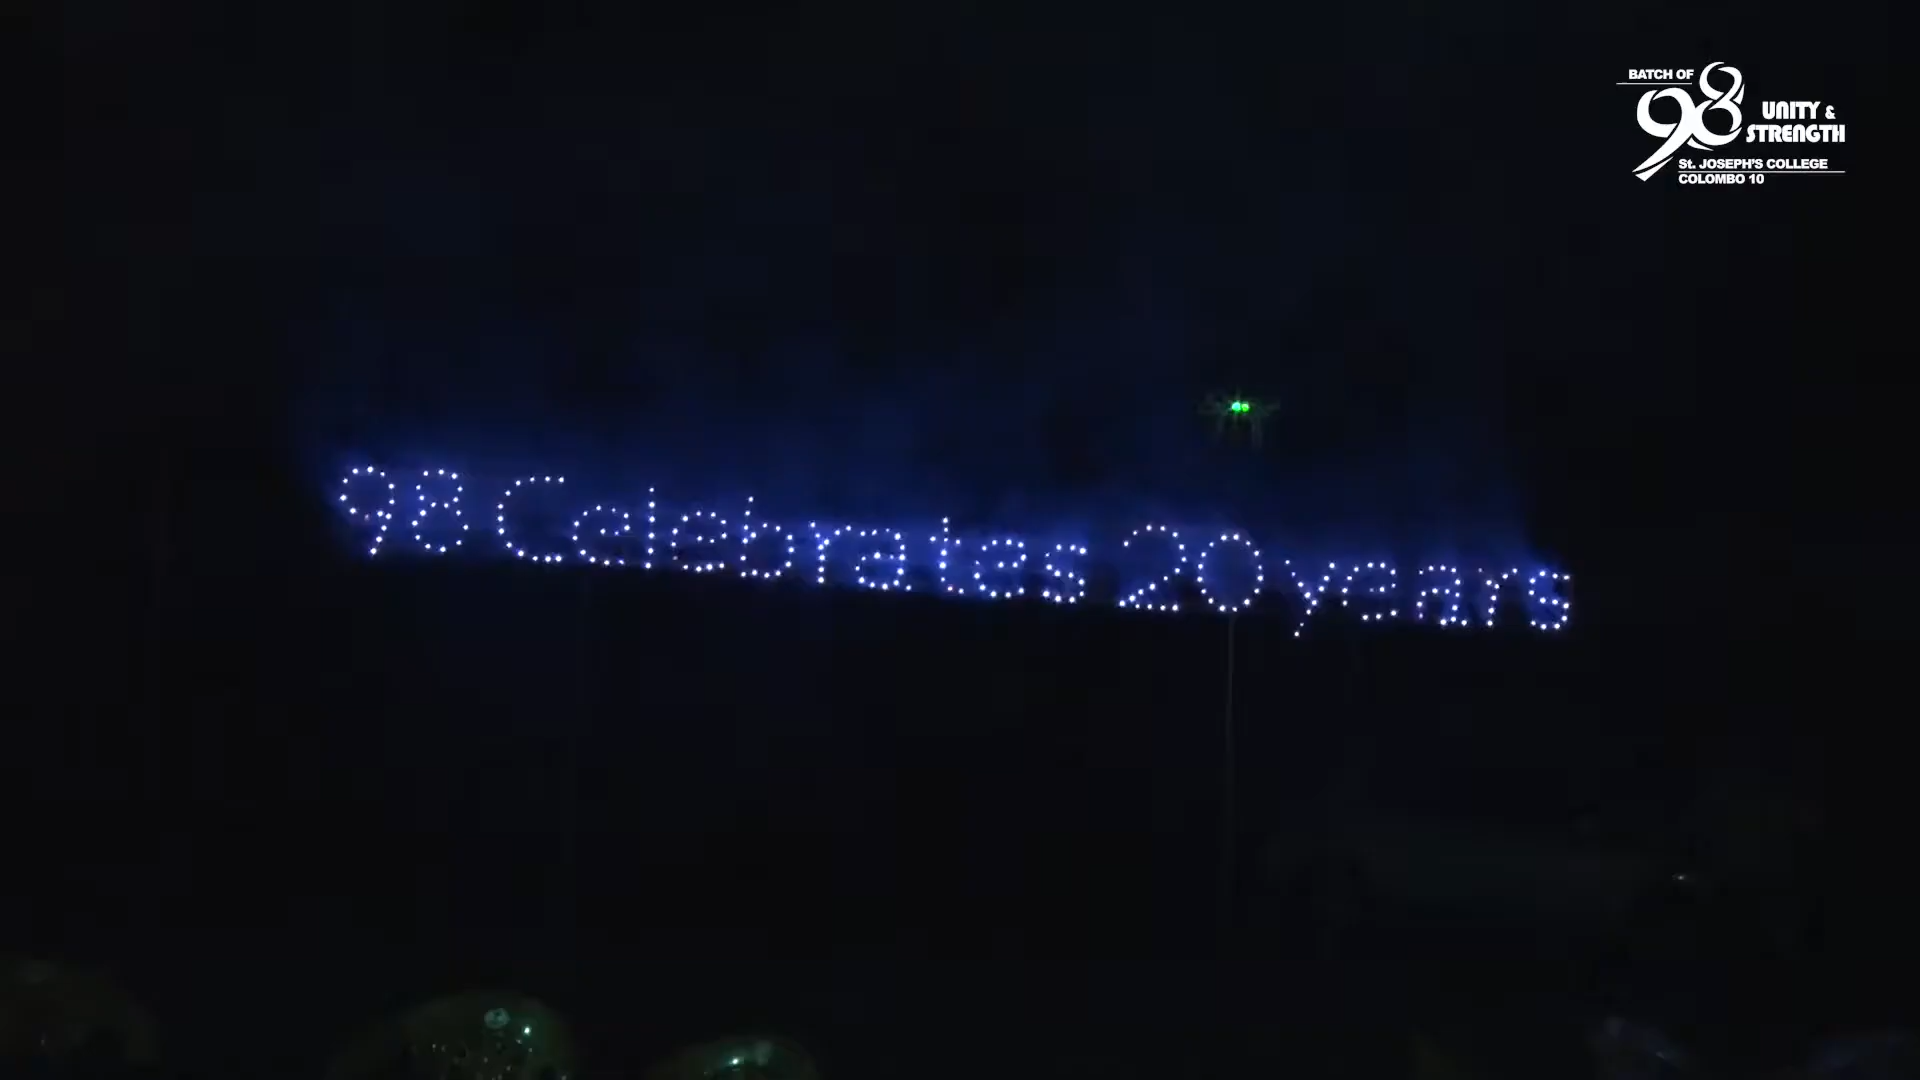 BATCH OF
98
UNITY &
STRENGTH
St. JOSEPH'S COLLEGE
COLOMBO 10
98 Celebrates 20 years